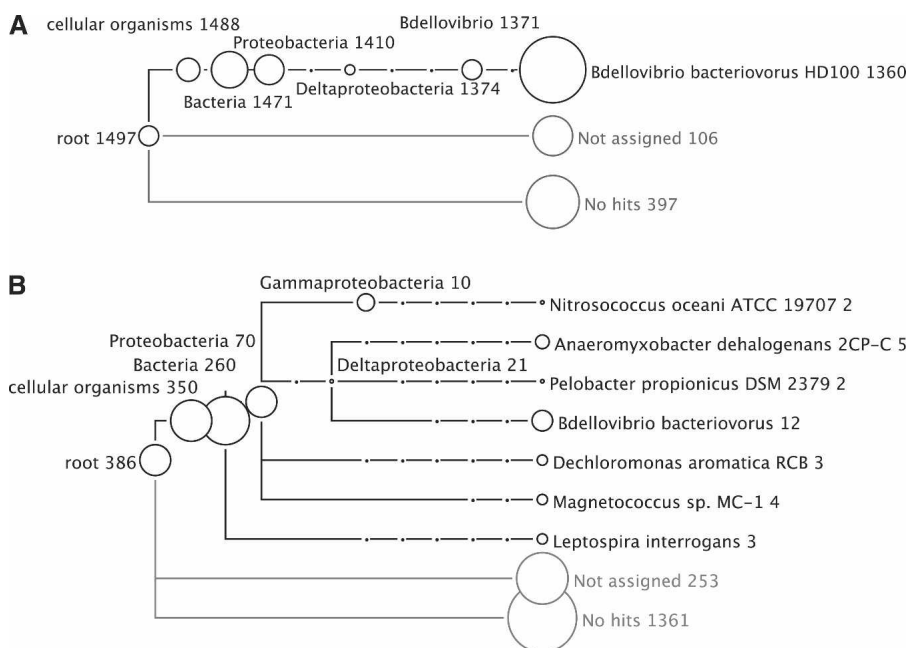 A
cellular organisms 1488
Bdellovibrio 1371
Proteobacteria 1410
Bdellovibrio bacteriovorus HD100 1360
Deltaproteobacteria 1374
Bacteria 1471
root 1497
Not assigned 106
No hits 397
B
Gammaproteobacteria 10
Nitrosococcus oceani ATCC 19707 2
Proteobacteria 70
Anaeromyxobacter dehalogenans 2CP-C 5
Bacteria 260
Deltaproteobacteria 21
cellular organisms 350
Pelobacter propionicus DSM 2379 2
Bdellovibrio bacteriovorus 12
root 386
Dechloromonas aromatica RCB 3
Magnetococcus sp. MC-1 4
Leptospira interrogans 3
Not assigned 253
No hits 1361